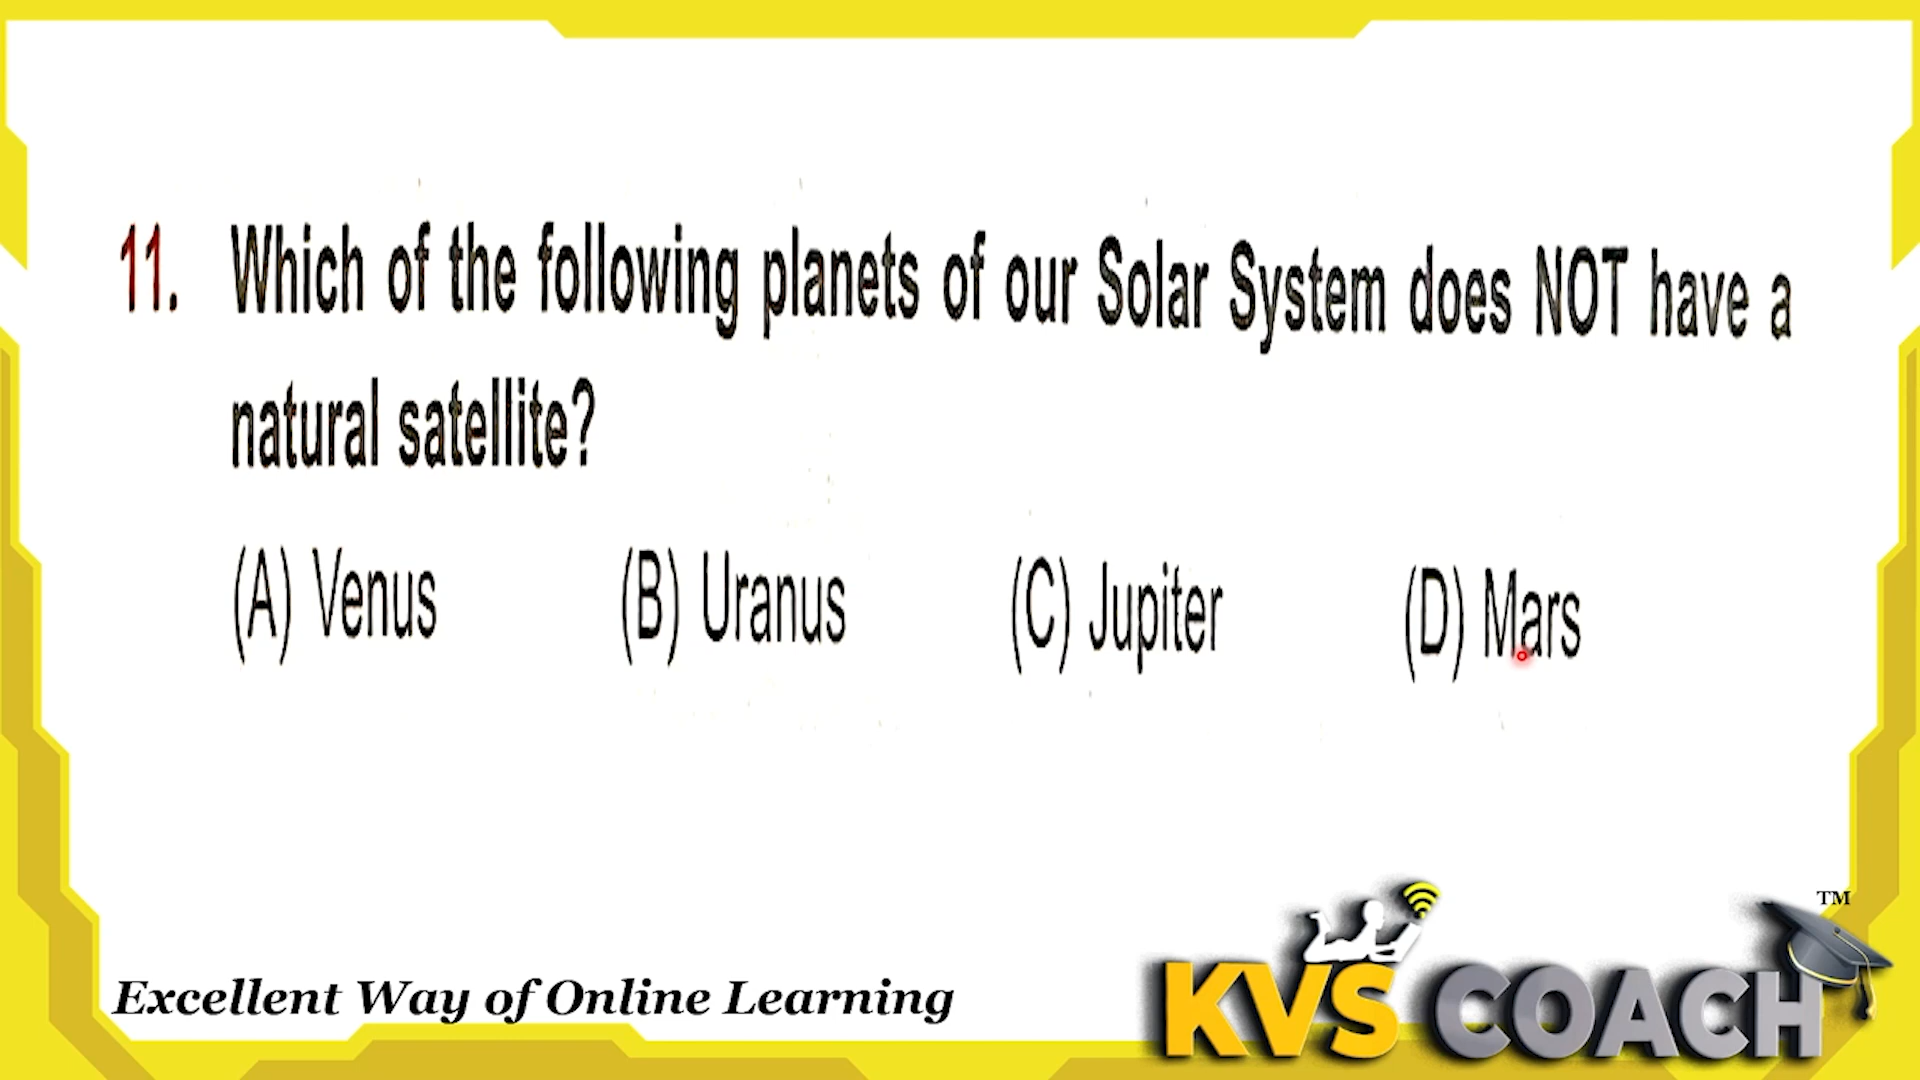 11. Which of the following planets of our Solar System does NOT have a
natural satellite?
(A) Venus (B) Uranus (C) Jupiter (D) Mars
Excellent Way of Online Learning
KVS COACH TM